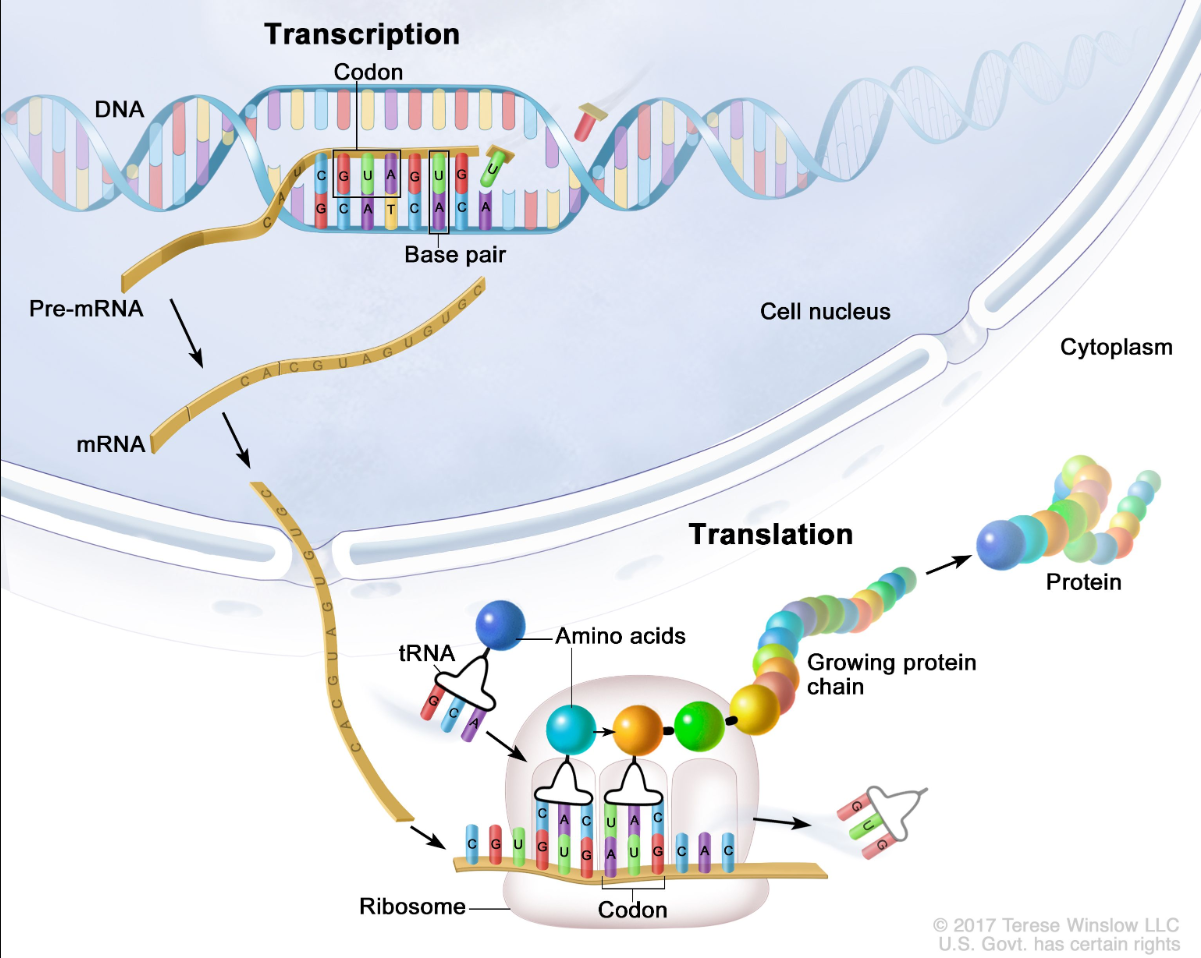 Transcription
Codon
DNA
U
A
C
C G U A G U G
U
G C A T C A C A
Base pair
Pre-mRNA
Cell nucleus
Cytoplasm
C A C G U A G U G U G C
mRNA
C G U G U G A U G C A C
Translation
Protein
Amino acids
tRNA
G C A
Growing protein
chain
C A C U A C
G U G
C G U G U G A U G C A C
Ribosome
Codon
© 2017 Terese Winslow LLC
U.S. Govt. has certain rights